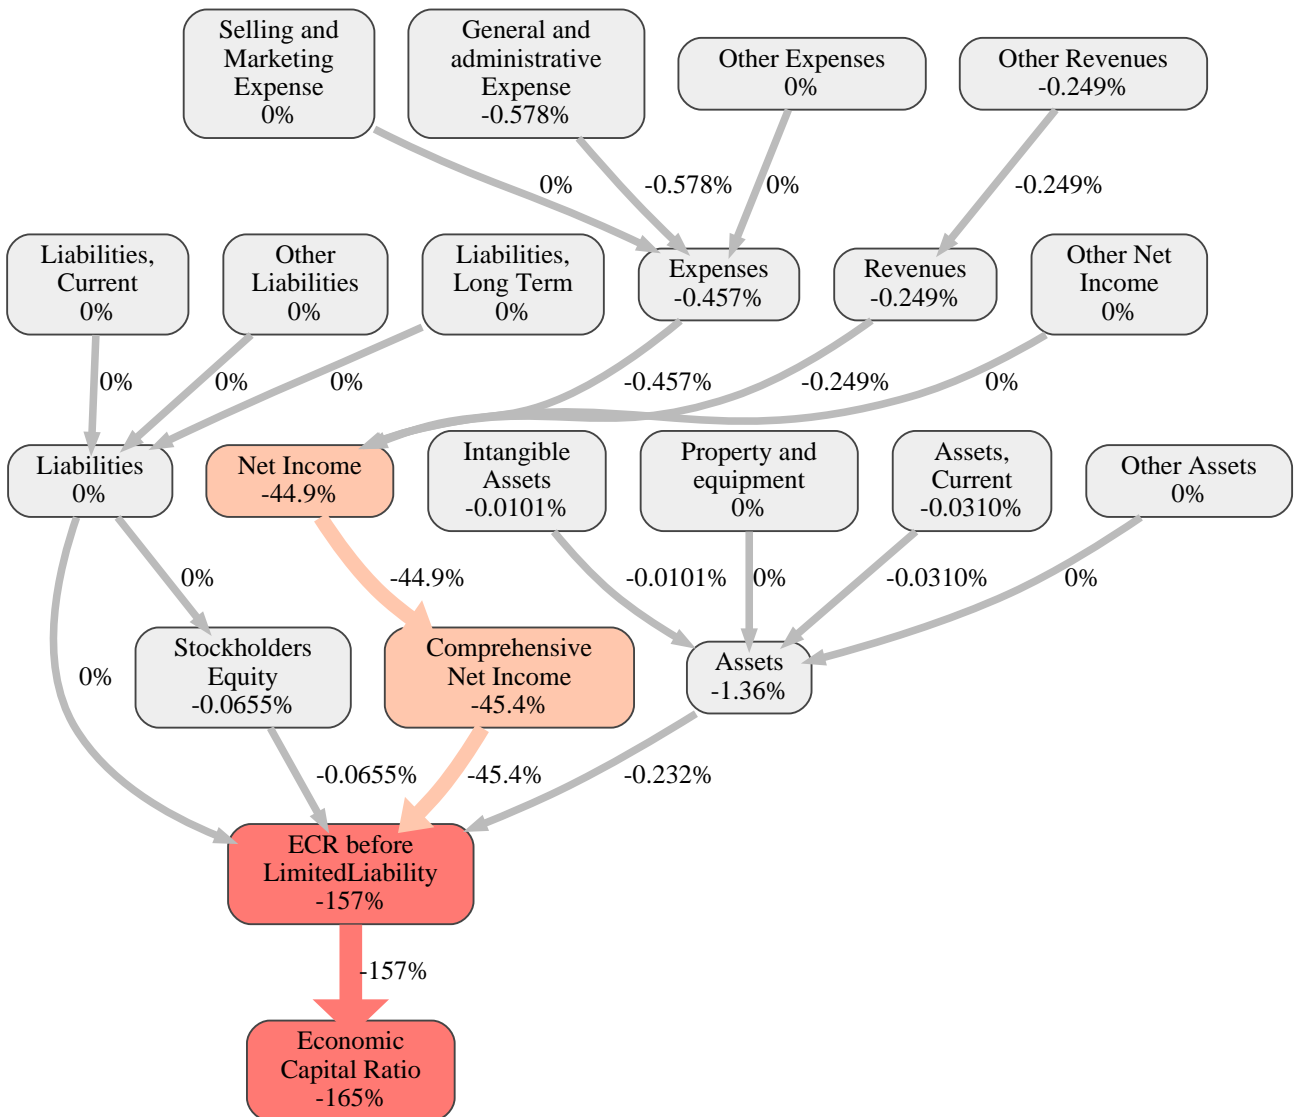 Selling and
Marketing
Expense
0%
General and
administrative
Expense
-0.578%
Other Expenses
0%
Other Revenues
-0.249%
0%
-0.578%
0%
-0.249%
Liabilities,
Current
0%
Other
Liabilities
0%
Liabilities,
Long Term
0%
Expenses
-0.457%
Revenues
-0.249%
Other Net
Income
0%
0%
0%
0%
-0.457%
-0.249%
0%
Liabilities
0%
Net Income
-44.9%
Intangible
Assets
-0.0101%
Property and
equipment
0%
Assets,
Current
-0.0310%
Other Assets
0%
0%
-44.9%
-0.0101%
0%
-0.0310%
0%
0%
Stockholders
Equity
-0.0655%
Comprehensive
Net Income
-45.4%
Assets
-1.36%
-0.0655%
-45.4%
-0.232%
ECR before
LimitedLiability
-157%
-157%
Economic
Capital Ratio
-165%